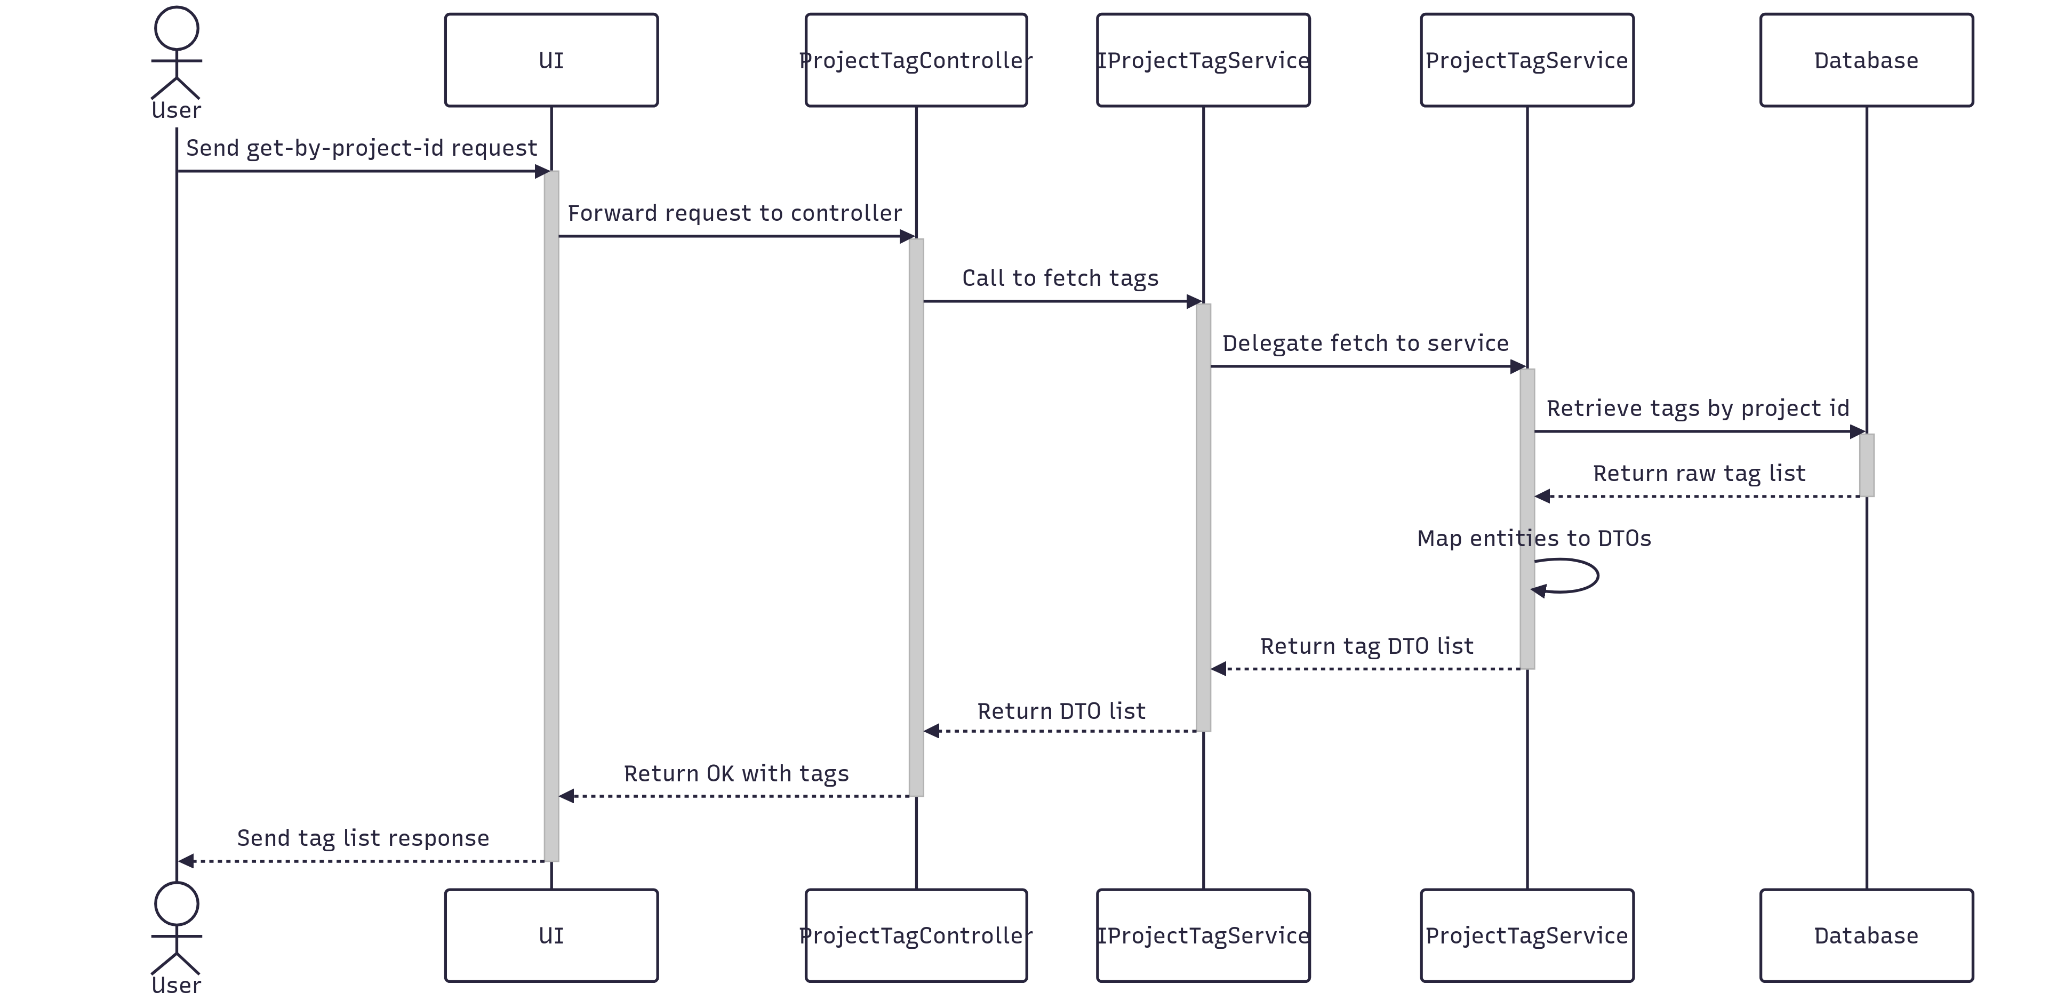 User
UI
ProjectTagController
IProjectTagService
ProjectTagService
Database
Send get-by-project-id request
Forward request to controller
Call to fetch tags
Delegate fetch to service
Retrieve tags by project id
Return raw tag list
Map entities to DTOs
Return tag DTO list
Return DTO list
Return OK with tags
Send tag list response
User
UI
ProjectTagController
IProjectTagService
ProjectTagService
Database